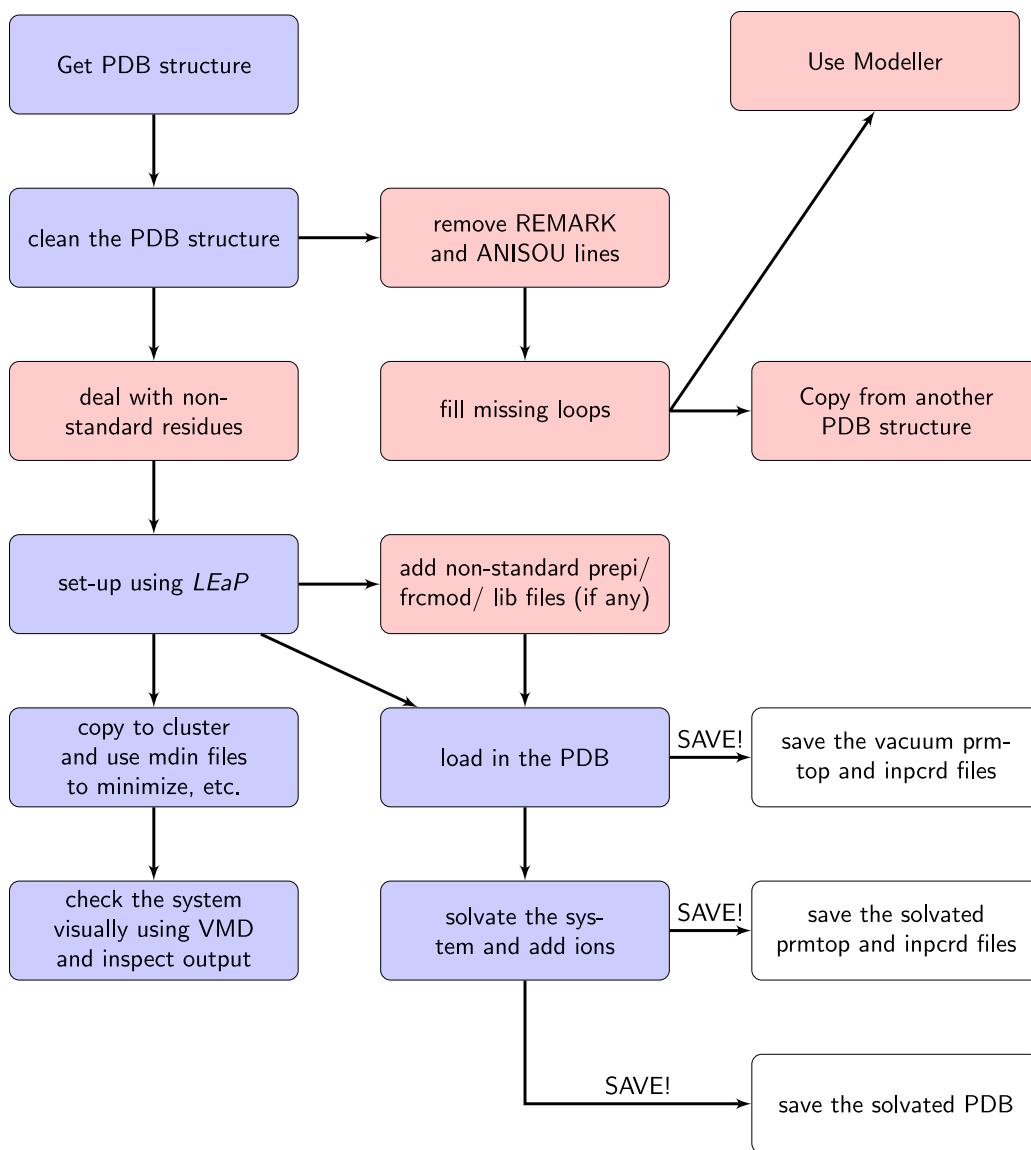 Get PDB structure
Use Modeller
clean the PDB structure
remove REMARK
and ANISOU lines
deal with non-
standard residues
fill missing loops
Copy from another
PDB structure
set-up using LEaP
add non-standard prepi/
frcmod/ lib files (if any)
copy to cluster
and use mdin files
to minimize, etc.
load in the PDB
SAVE!
save the vacuum prm-
top and inpcrd files
check the system
visually using VMD
and inspect output
solvate the sys-
tem and add ions
SAVE!
save the solvated
prmtop and inpcrd files
SAVE!
save the solvated PDB